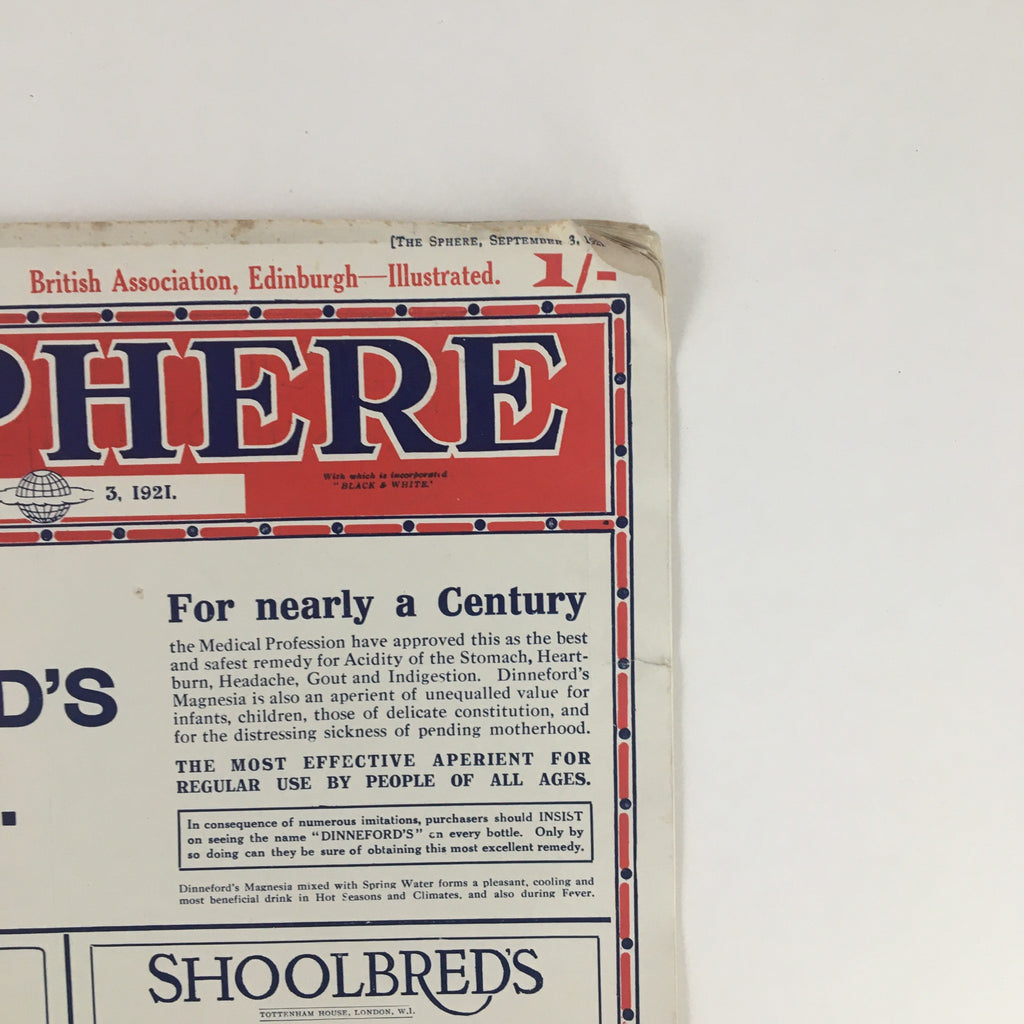 [THE SPHERE, SEPTEMBER 3,
British Association, Edinburgh—Illustrated. 1/-
PHERE
3, 1921.
With which is incorporated
"BLACK & WHITE."
For nearly a Century
the Medical Profession have approved this as the best
and safest remedy for Acidity of the Stomach, Heart-
burn, Headache, Gout and Indigestion. Dinneford's
Magnesia is also an aperient of unequalled value for
infants, children, those of delicate constitution, and
for the distressing sickness of pending motherhood.
D'S
THE MOST EFFECTIVE APERIENT FOR
REGULAR USE BY PEOPLE OF ALL AGES.
In consequence of numerous imitations, purchasers should INSIST
on seeing the name "DINNEFORD'S" on every bottle. Only by
so doing can they be sure of obtaining this most excellent remedy.
Dinneford's Magnesia mixed with Spring Water forms a pleasant, cooling and
most beneficial drink in Hot Seasons and Climates, and also during Fever.
SHOOLBRED'S
TOTTENHAM HOUSE, LONDON, W.1.